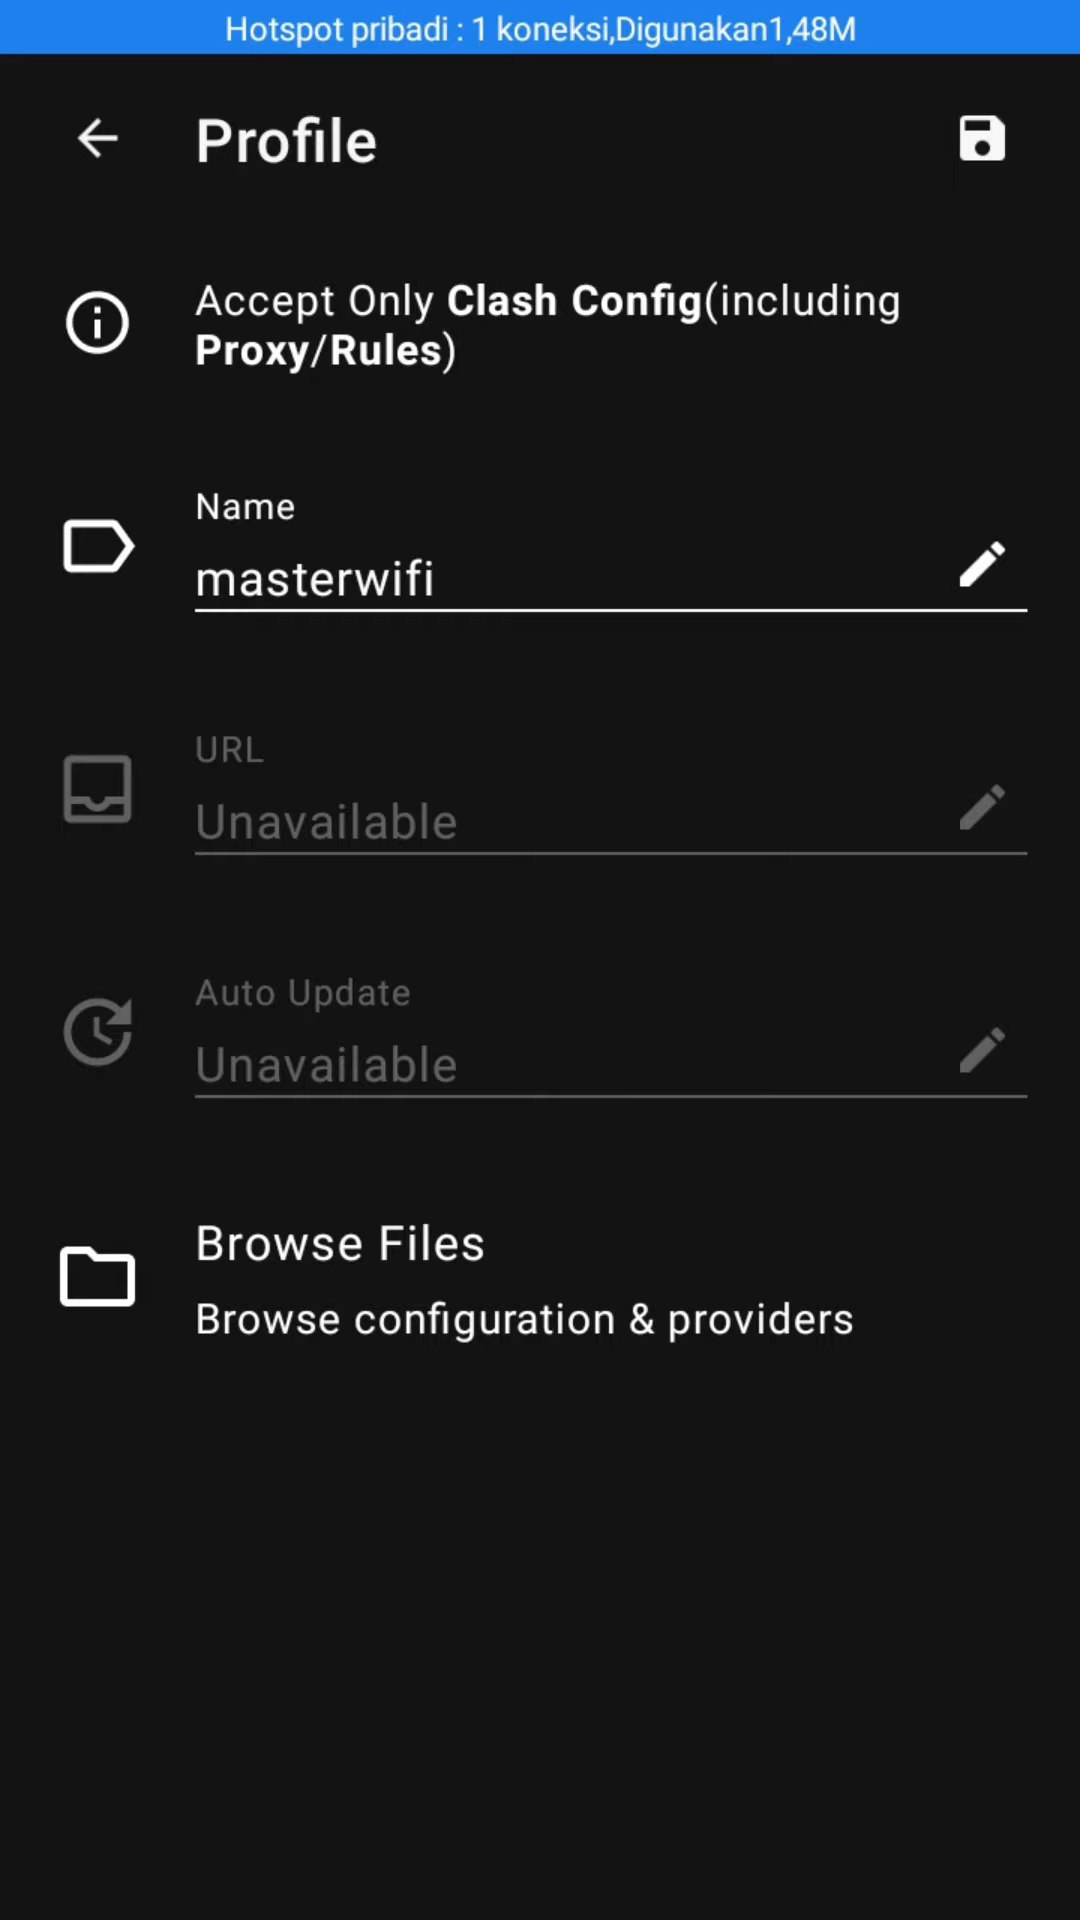 Hotspot pribadi : 1 koneksi,Digunakan1,48M
Profile
Accept Only Clash Config(including
Proxy/Rules)
Name
masterwifi
URL
Unavailable
Auto Update
Unavailable
Browse Files
Browse configuration & providers